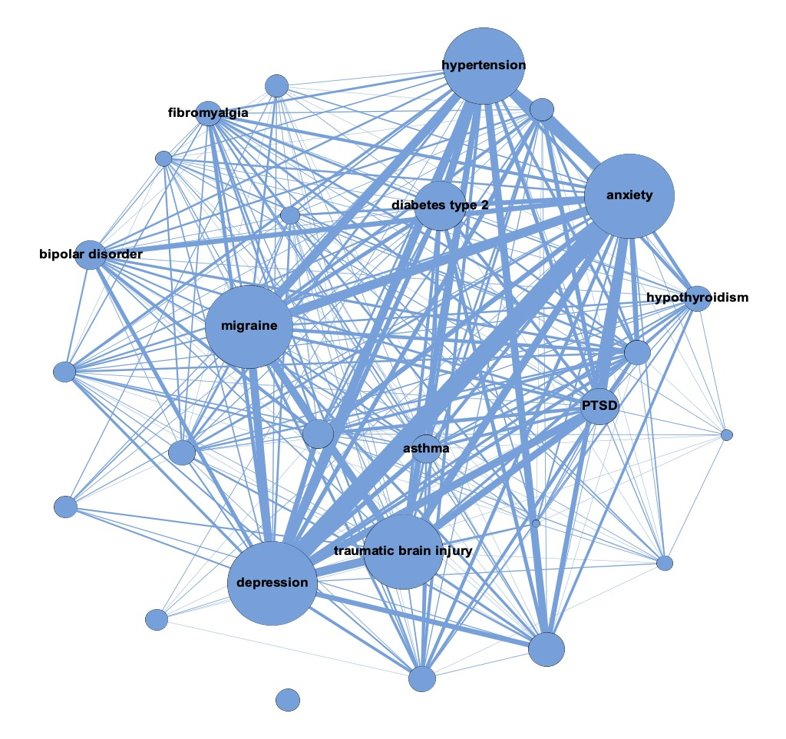 hypertension
fibromyalgia
anxiety
diabetes type 2
bipolar disorder
hypothyroidism
migraine
PTSD
asthma
traumatic brain injury
depression